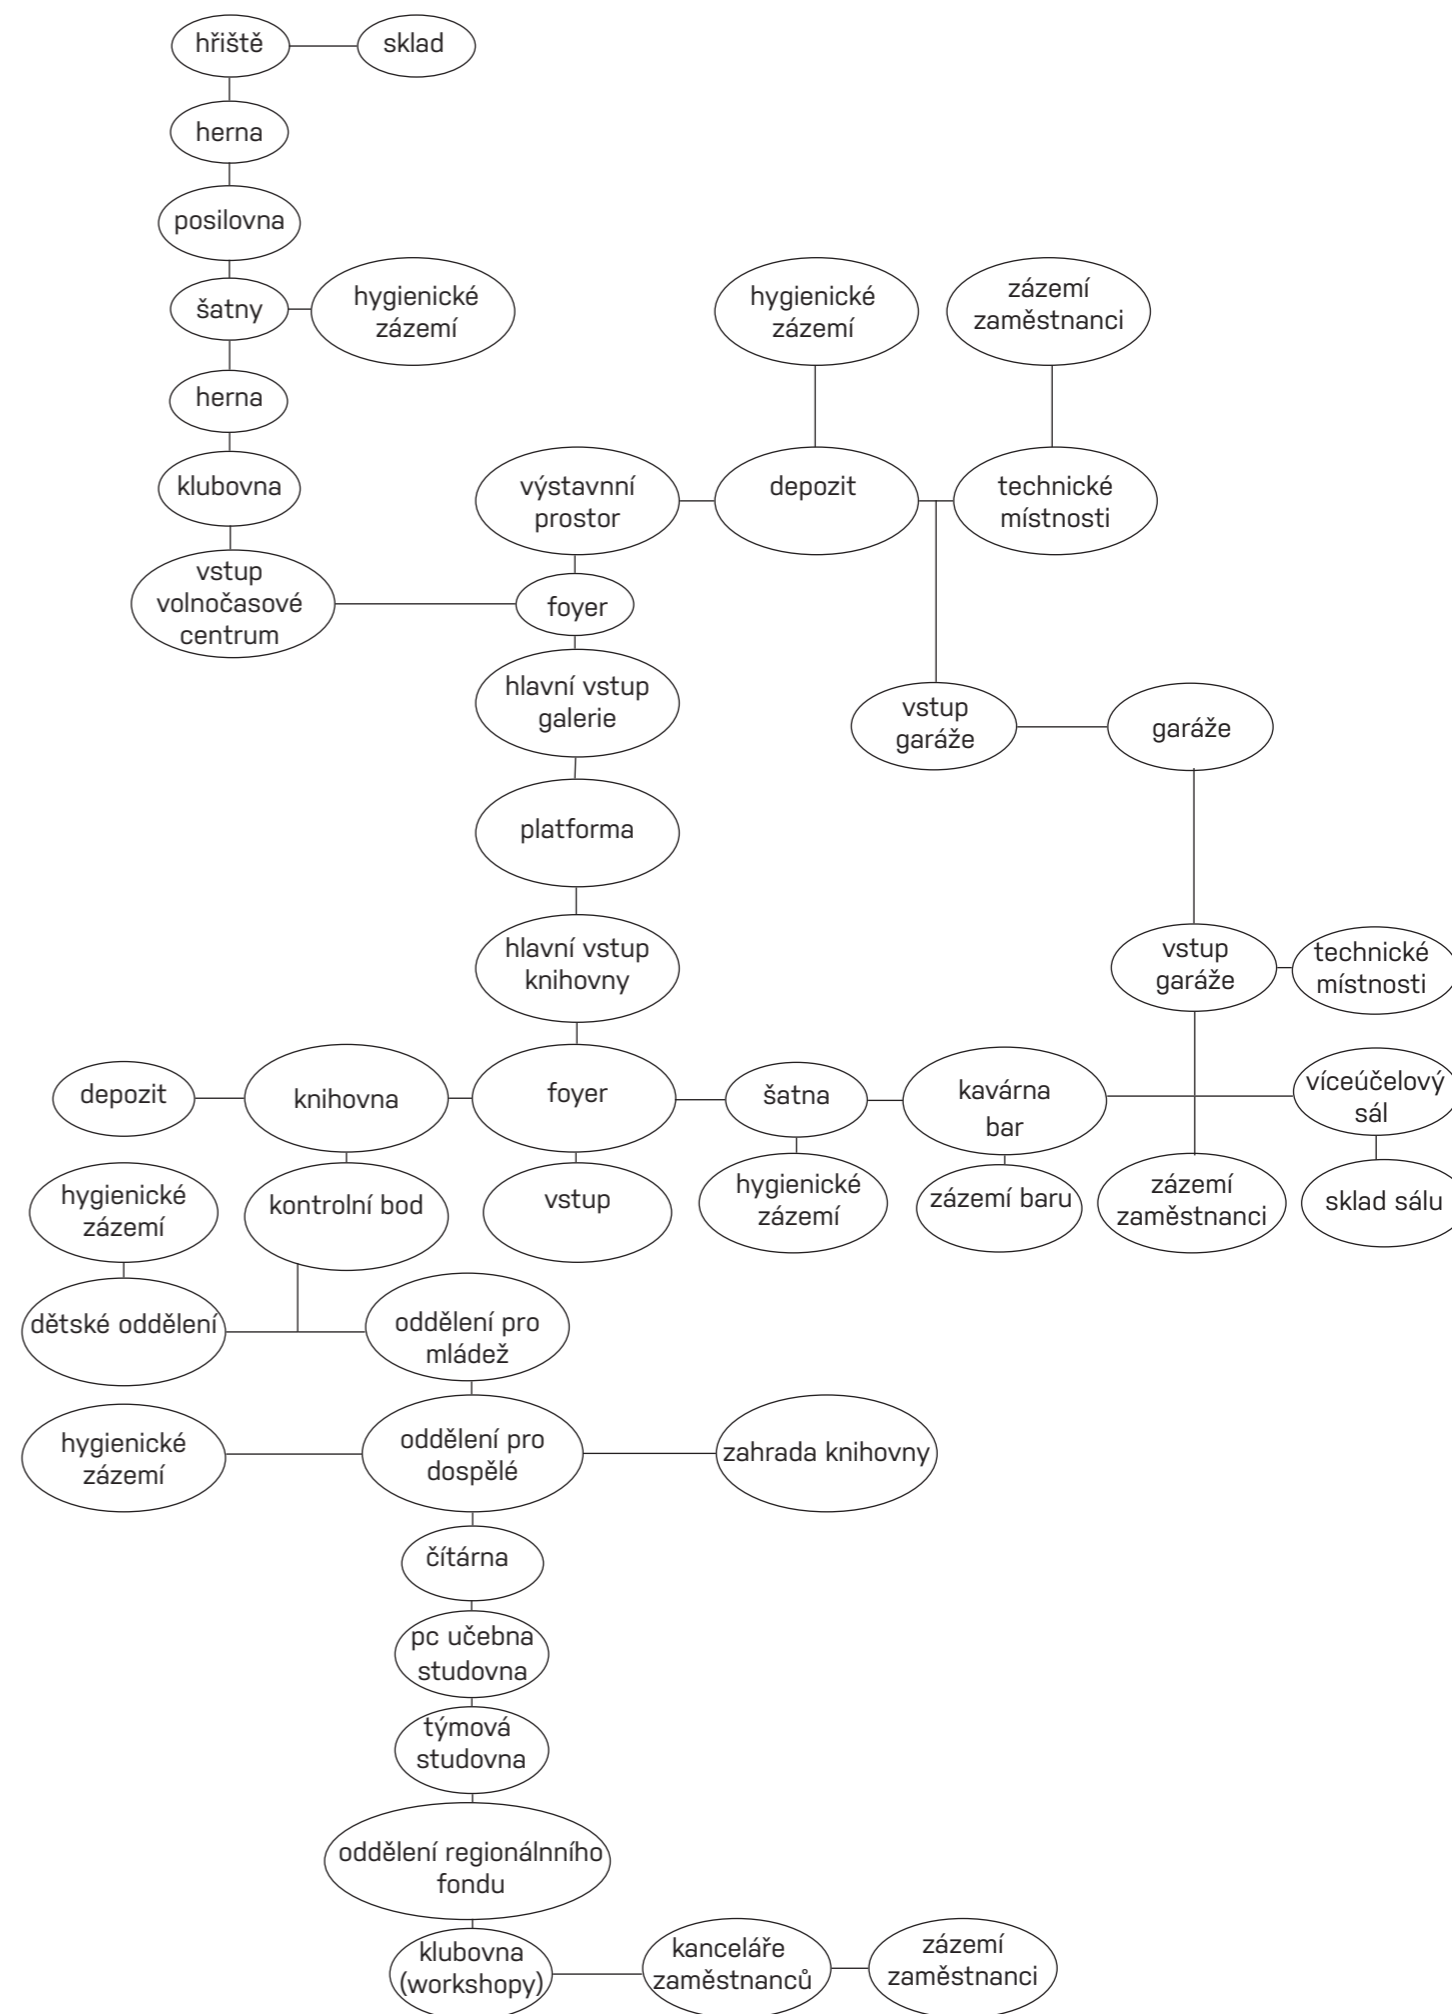 hřiště
sklad
herna
posilovna
šatny
hygienické
zázemí
herna
klubovna
vstup
volnočasové
centrum
hygienické
zázemí
zázemí
zaměstnanci
výstavnní
prostor
depozit
technické
místnosti
foyer
hlavní vstup
galerie
vstup
garáže
garáže
platforma
hlavní vstup
knihovny
vstup
garáže
technické
místnosti
depozit
knihovna
foyer
šatna
kavárna
bar
víceúčelový
sál
hygienické
zázemí
kontrolní bod
vstup
hygienické
zázemí
zázemí baru
zázemí
zaměstnanci
sklad sálu
dětské oddělení
oddělení pro
mládež
hygienické
zázemí
oddělení pro
dospělé
zahrada knihovny
čítárna
pc učebna
studovna
týmová
studovna
oddělení regionálnního
fondu
klubovna
(workshopy)
kanceláře
zaměstnanců
zázemí
zaměstnanci